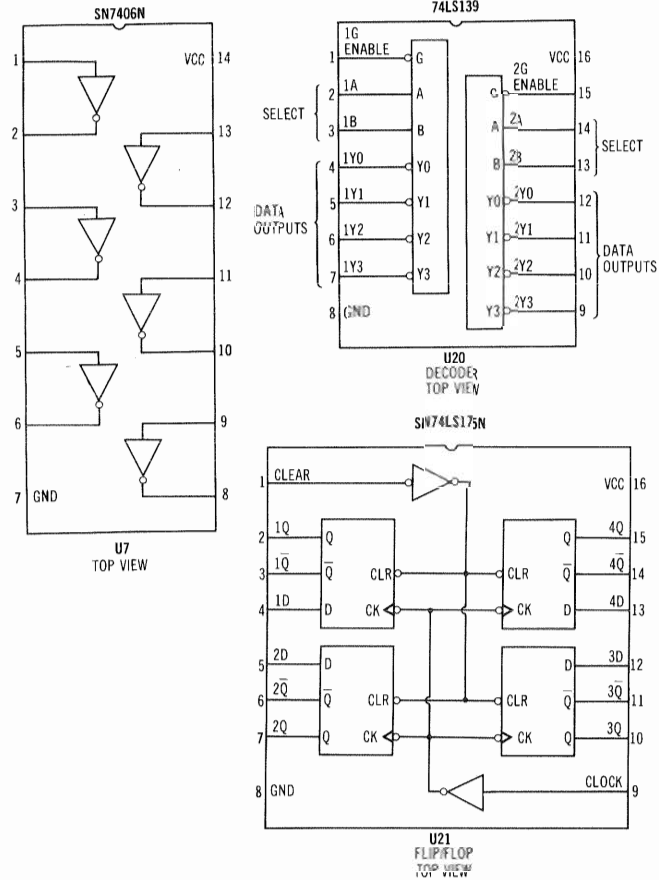 SN7406N
1
2
3
4
5
6
7 GND
VCC 14
13
12
11
10
9
8
U7
TOP VIEW
74LS139
1G
ENABLE
1
G
2 1A A
SELECT
3 1B B
4 1Y0 Y0
5 1Y1 Y1
DATA
OUTPUTS
6 1Y2 Y2
7 1Y3 Y3
8 GND
VCC 16
2G
ENABLE
G 15
A 2A 14
SELECT
B 2B 13
Y0 2Y0 12
Y1 2Y1 11
DATA
OUTPUTS
Y2 2Y2 10
Y3 2Y3 9
U20
DECODER
TOP VIEW
SN74LS175N
1 CLEAR
VCC 16
2 1Q Q
3 1Q̅ Q̅ CLR
4 1D D CK
5 2D D
6 2Q̅ Q̅ CLR
7 2Q Q CK
8 GND
Q 4Q 15
CLR Q̅ 4Q̅ 14
CK D 4D 13
D 3D 12
CLR Q̅ 3Q̅ 11
CK Q 3Q 10
CLOCK 9
U21
FLIP/FLOP
TOP VIEW